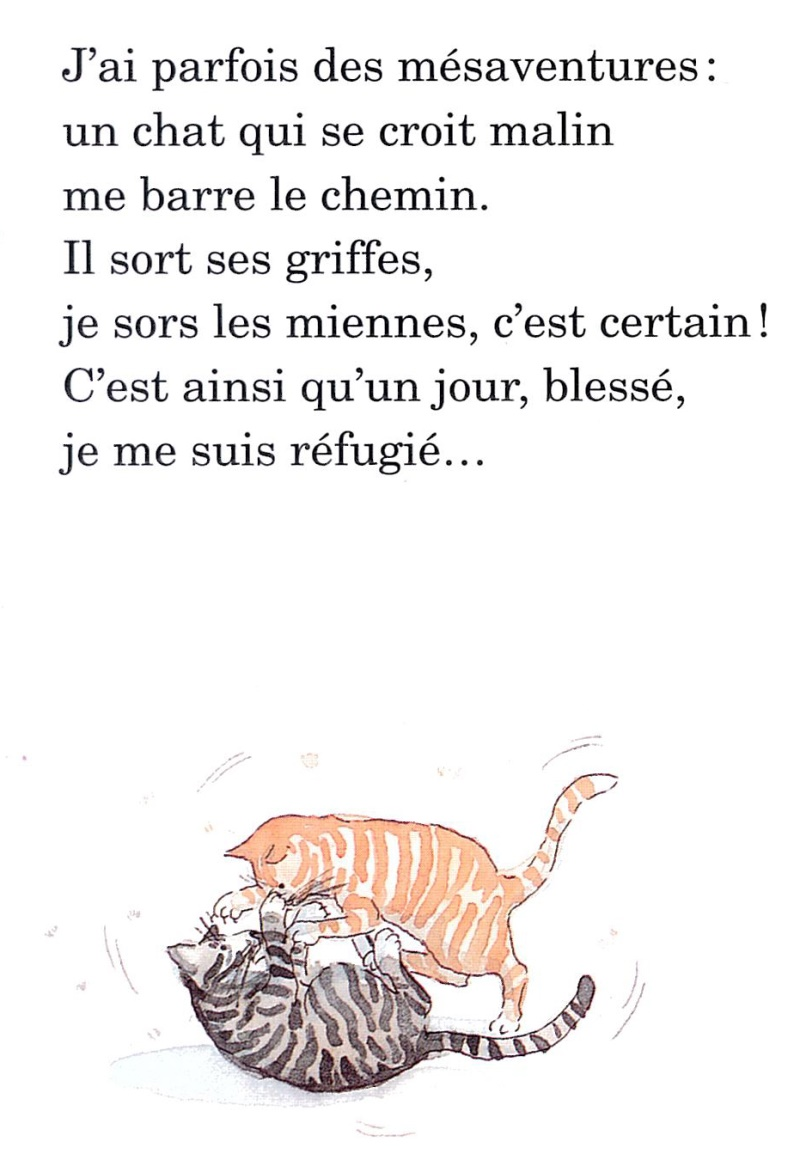 J’ai parfois des mésaventures :
un chat qui se croit malin
me barre le chemin.
Il sort ses griffes,
je sors les miennes, c’est certain !
C’est ainsi qu’un jour, blessé,
je me suis réfugié…